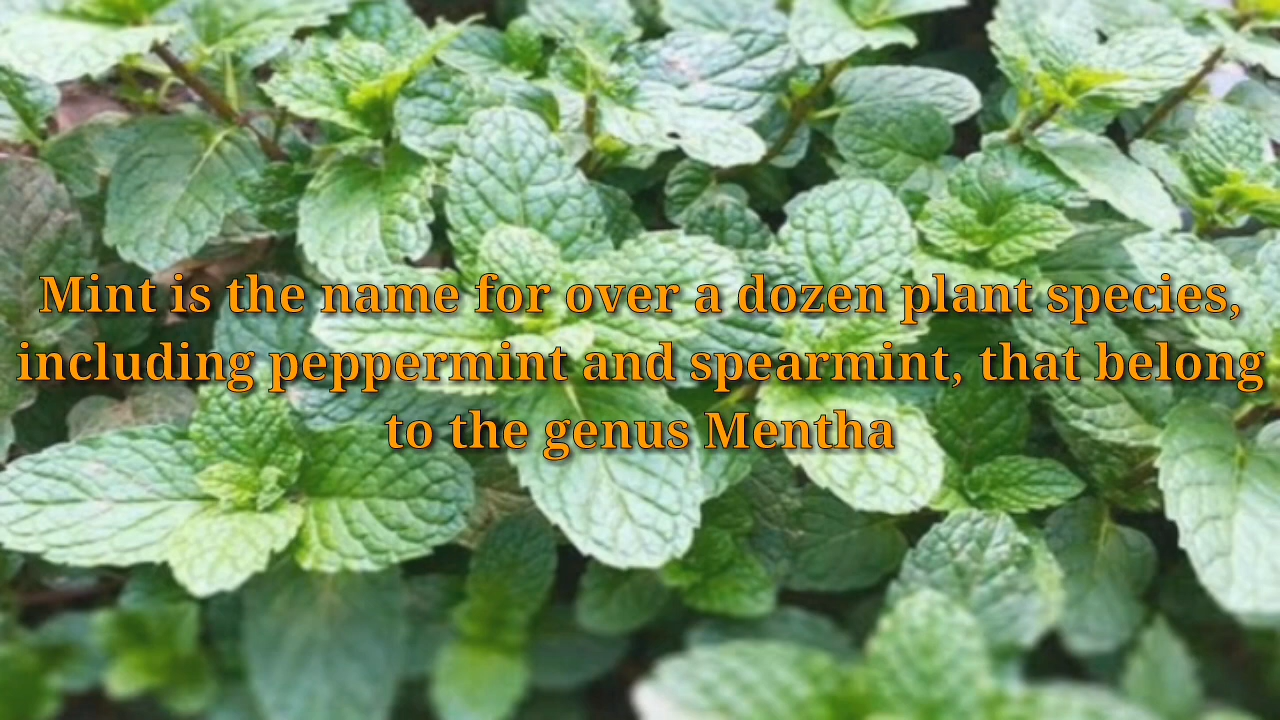 Mint is the name for over a dozen plant species,
including peppermint and spearmint, that belong
to the genus Mentha